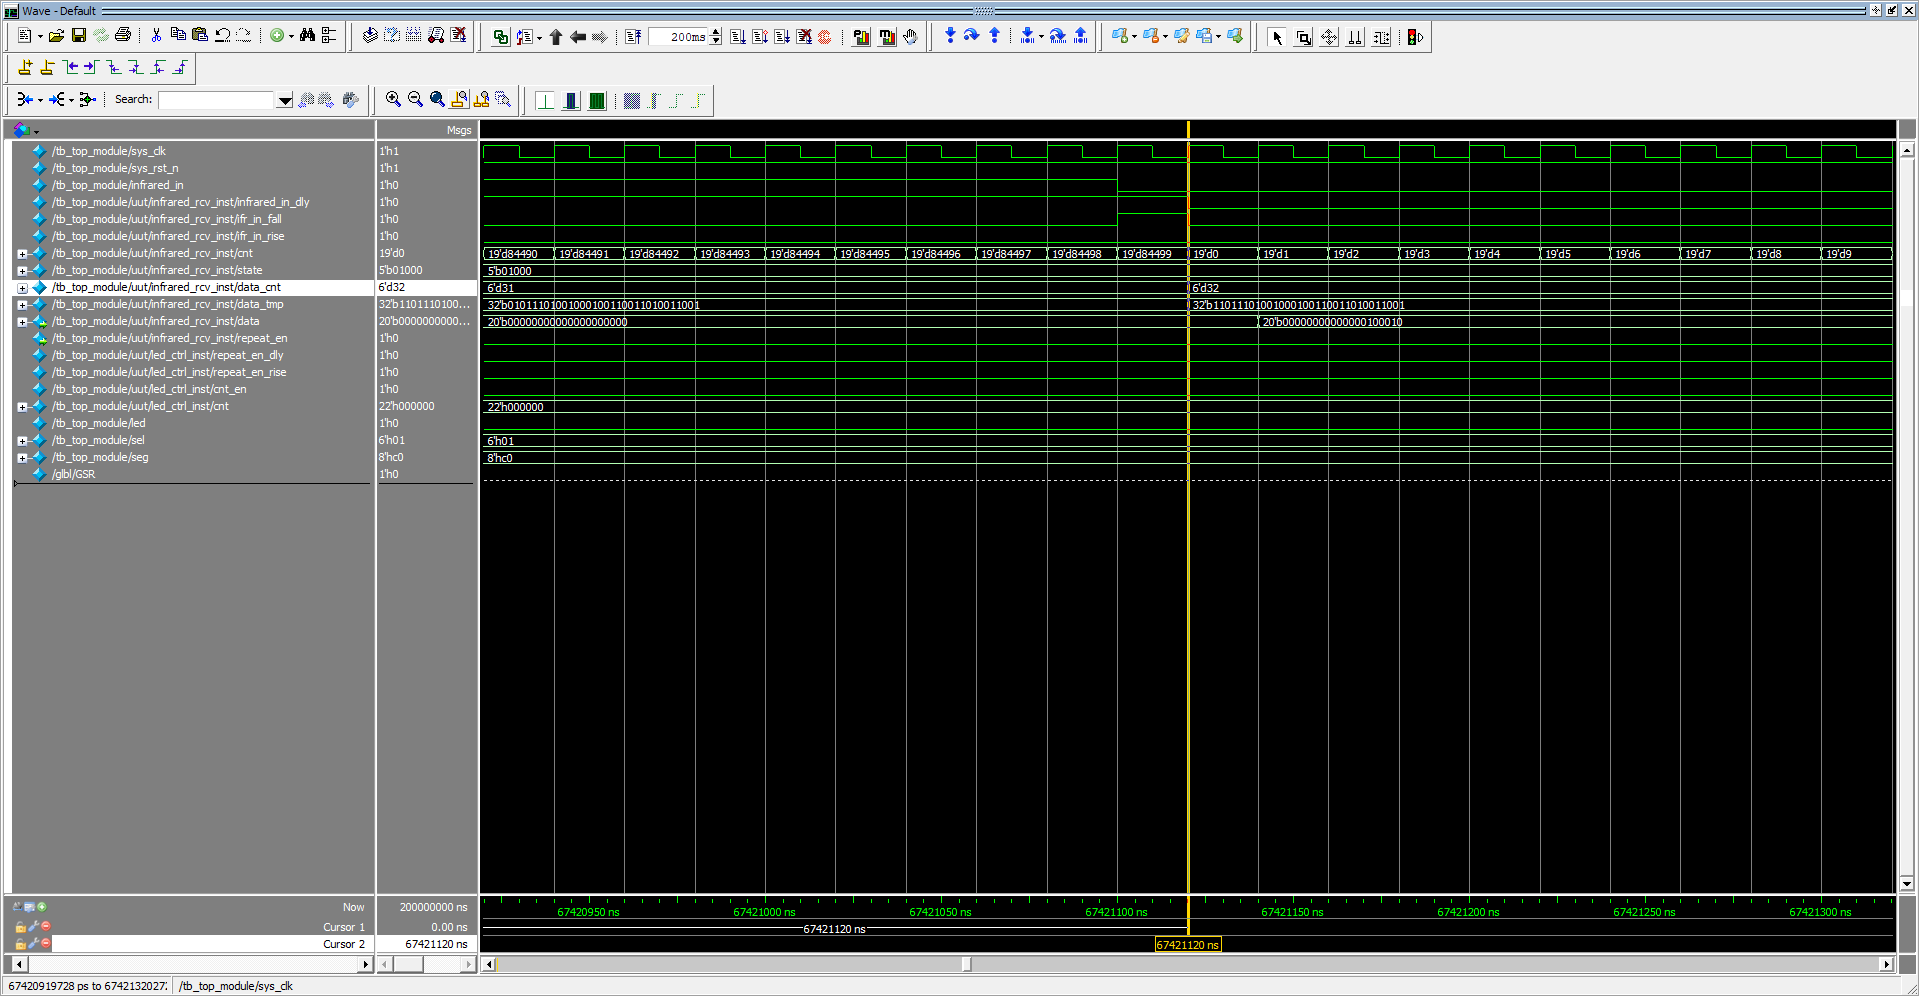 Wave - Default
200ms
Search:
Msgs
/tb_top_module/sys_clk 1'h1
/tb_top_module/sys_rst_n 1'h1
/tb_top_module/infrared_in 1'h0
/tb_top_module/uut/infrared_rcv_inst/infrared_in_dly 1'h0
/tb_top_module/uut/infrared_rcv_inst/ifr_in_fall 1'h0
/tb_top_module/uut/infrared_rcv_inst/ifr_in_rise 1'h0
/tb_top_module/uut/infrared_rcv_inst/cnt 19'd0 19'd84490 19'd84491 19'd84492 19'd84493 19'd84494 19'd84495 19'd84496 19'd84497 19'd84498 19'd84499 19'd0 19'd1 19'd2 19'd3 19'd4 19'd5 19'd6 19'd7 19'd8 19'd9
/tb_top_module/uut/infrared_rcv_inst/state 5'b01000 5'b01000
/tb_top_module/uut/infrared_rcv_inst/data_cnt 6'd32 6'd31 6'd32
/tb_top_module/uut/infrared_rcv_inst/data_tmp 32'b1101110100... 32'b01011101001000100110011010011001 32'b11011101001000100110011010011001
/tb_top_module/uut/infrared_rcv_inst/data 20'b0000000000... 20'b00000000000000000000 20'b00000000000000100010
/tb_top_module/uut/infrared_rcv_inst/repeat_en 1'h0
/tb_top_module/uut/led_ctrl_inst/repeat_en_dly 1'h0
/tb_top_module/uut/led_ctrl_inst/repeat_en_rise 1'h0
/tb_top_module/uut/led_ctrl_inst/cnt_en 1'h0
/tb_top_module/uut/led_ctrl_inst/cnt 22'h000000 22'h000000
/tb_top_module/led 1'h0
/tb_top_module/sel 6'h01 6'h01
/tb_top_module/seg 8'hc0 8'hc0
/glbl/GSR 1'h0
Now 200000000 ns 67420950 ns 67421000 ns 67421050 ns 67421100 ns 67421150 ns 67421200 ns 67421250 ns 67421300 ns
Cursor 1 0.00 ns 67421120 ns
Cursor 2 67421120 ns 67421120 ns
67420919728 ps to 67421320272 /tb_top_module/sys_clk